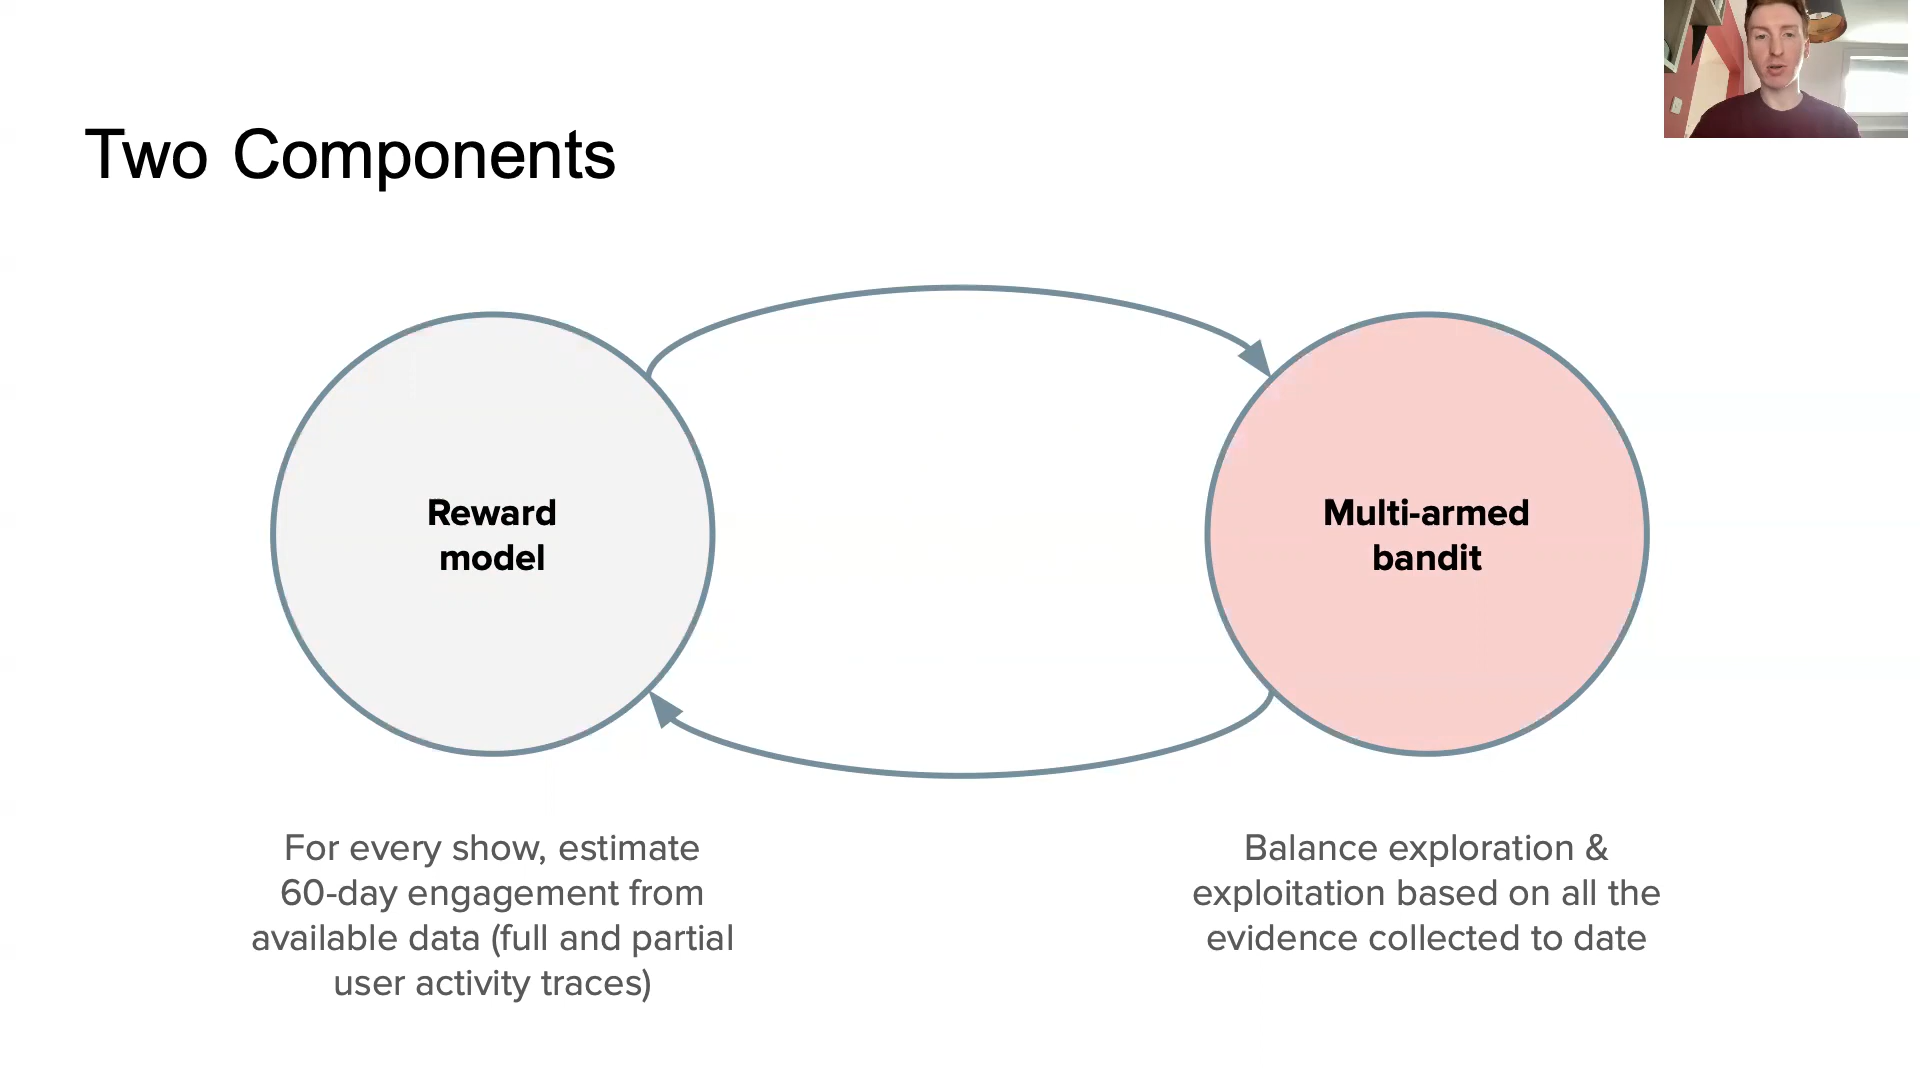 Two Components
Reward
model
Multi-armed
bandit
For every show, estimate
60-day engagement from
available data (full and partial
user activity traces)
Balance exploration &
exploitation based on all the
evidence collected to date